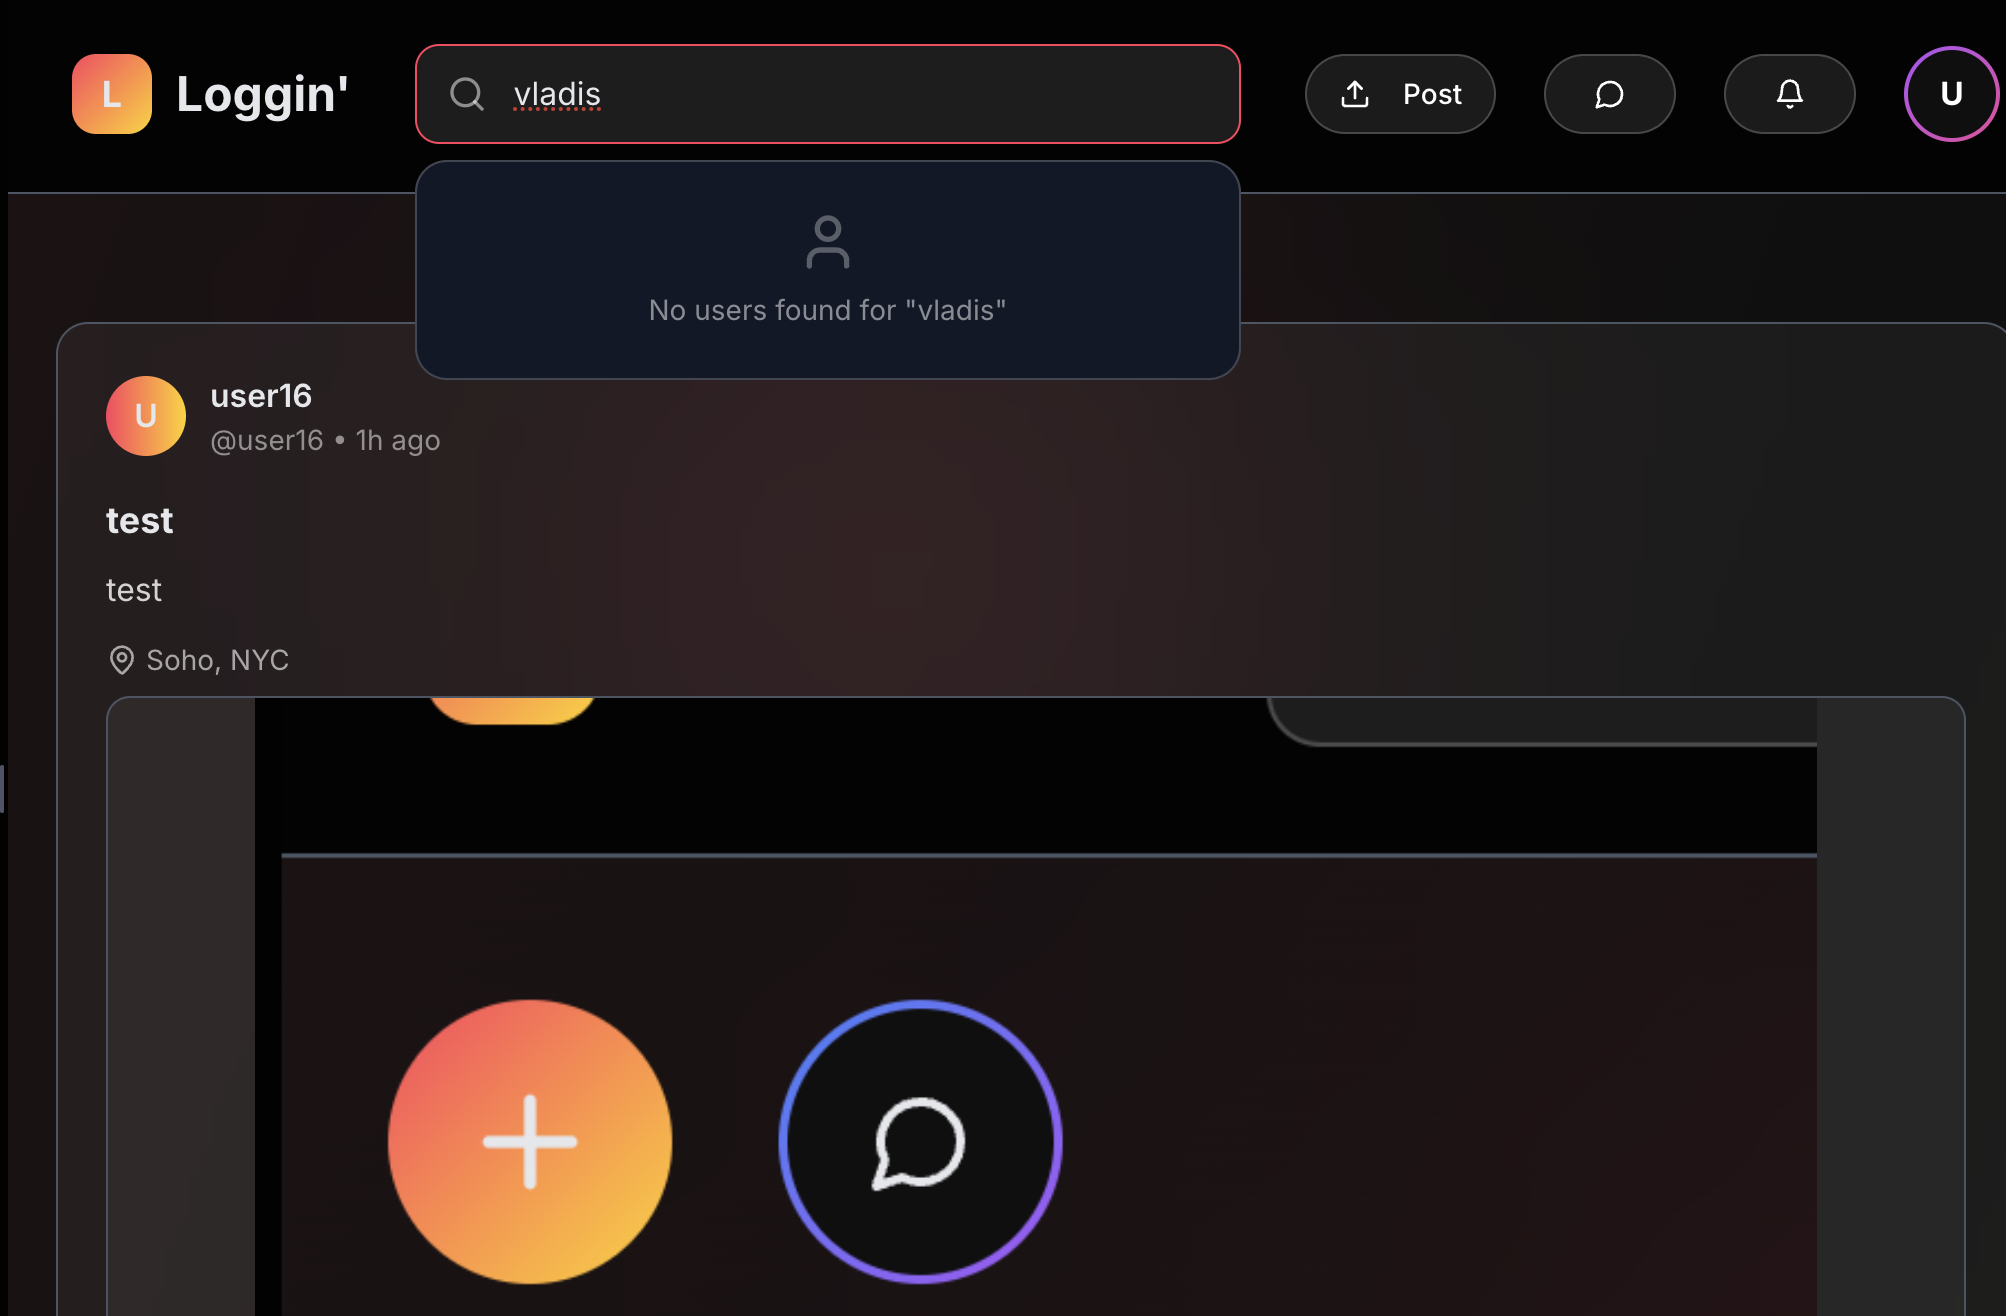 L Loggin'
vladis
Post
U
No users found for "vladis"
U
user16
@user16 • 1h ago
test
test
Soho, NYC